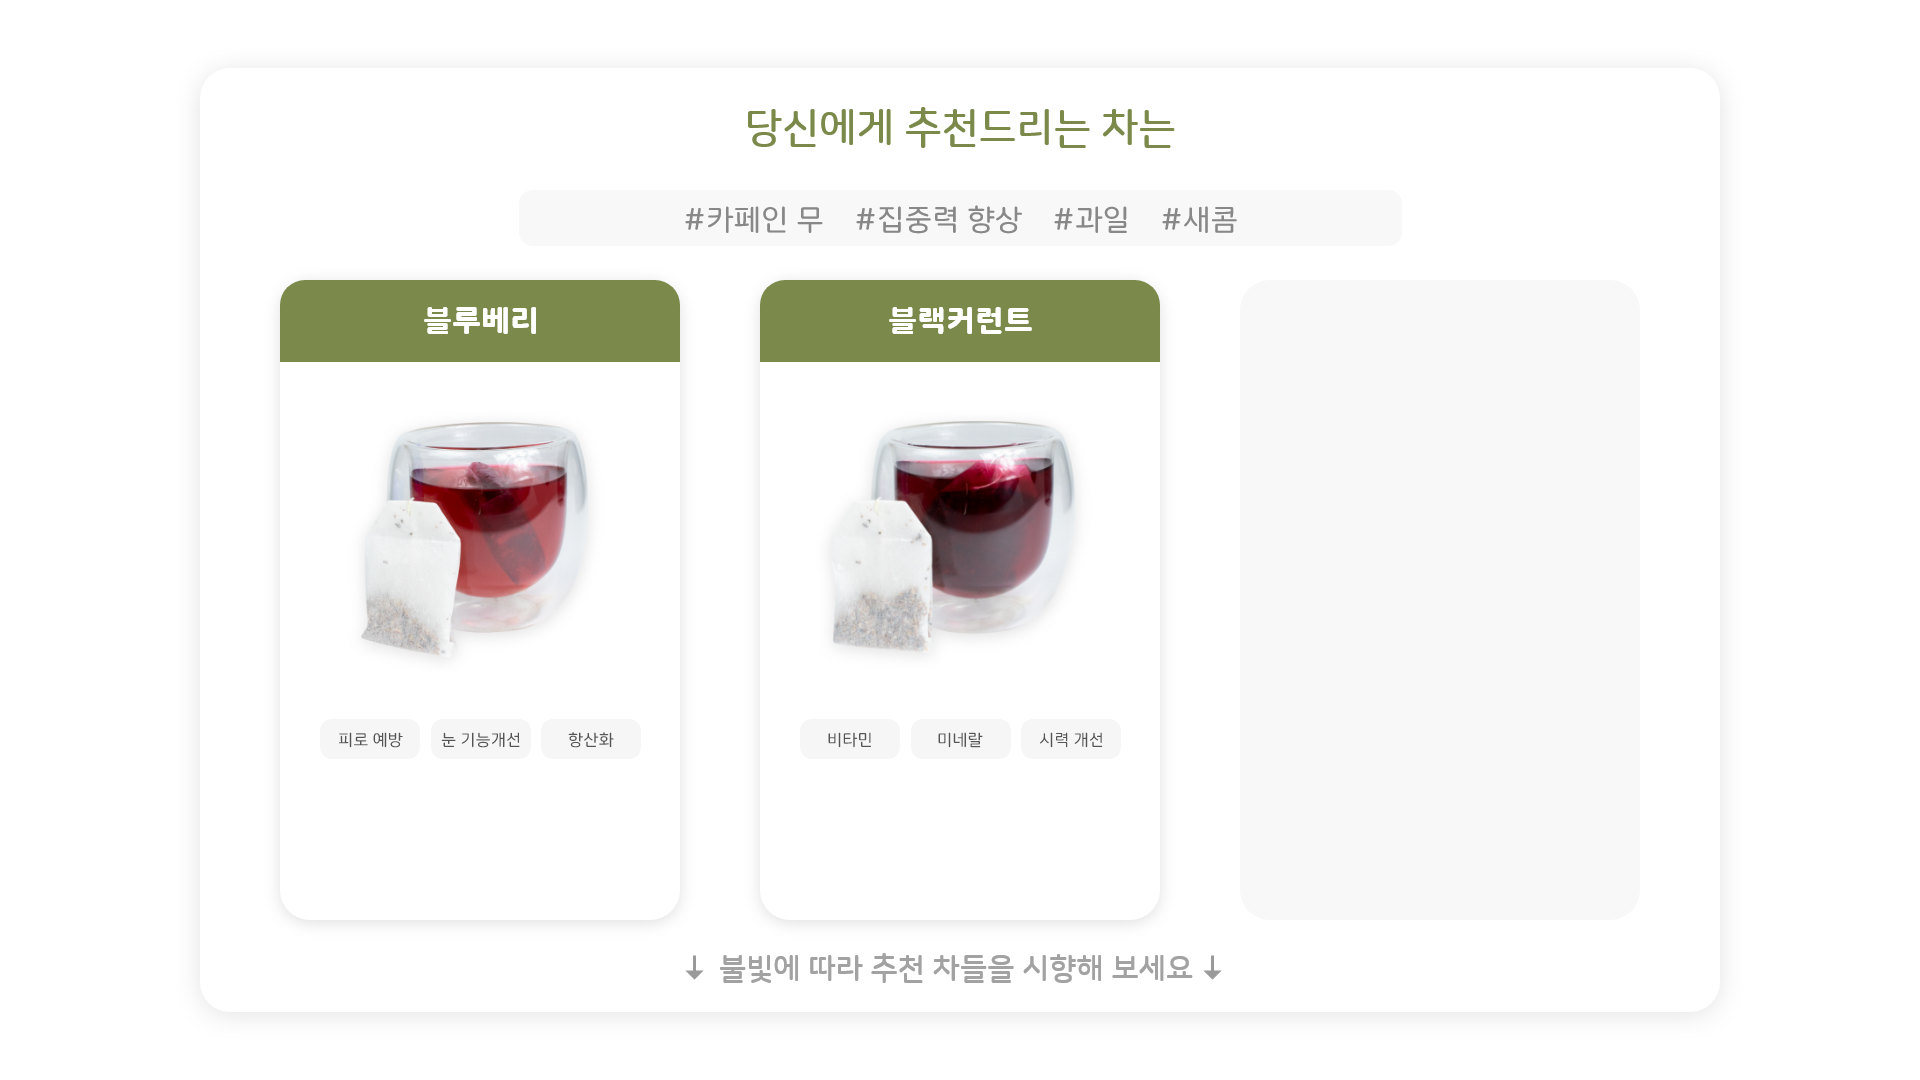 당신에게 추천드리는 차는
#카페인 무 #집중력 향상 #과일 #새콤
블루베리
피로 예방 눈 기능개선 항산화
블랙커런트
비타민 미네랄 시력 개선
↓ 불빛에 따라 추천 차들을 시향해 보세요 ↓